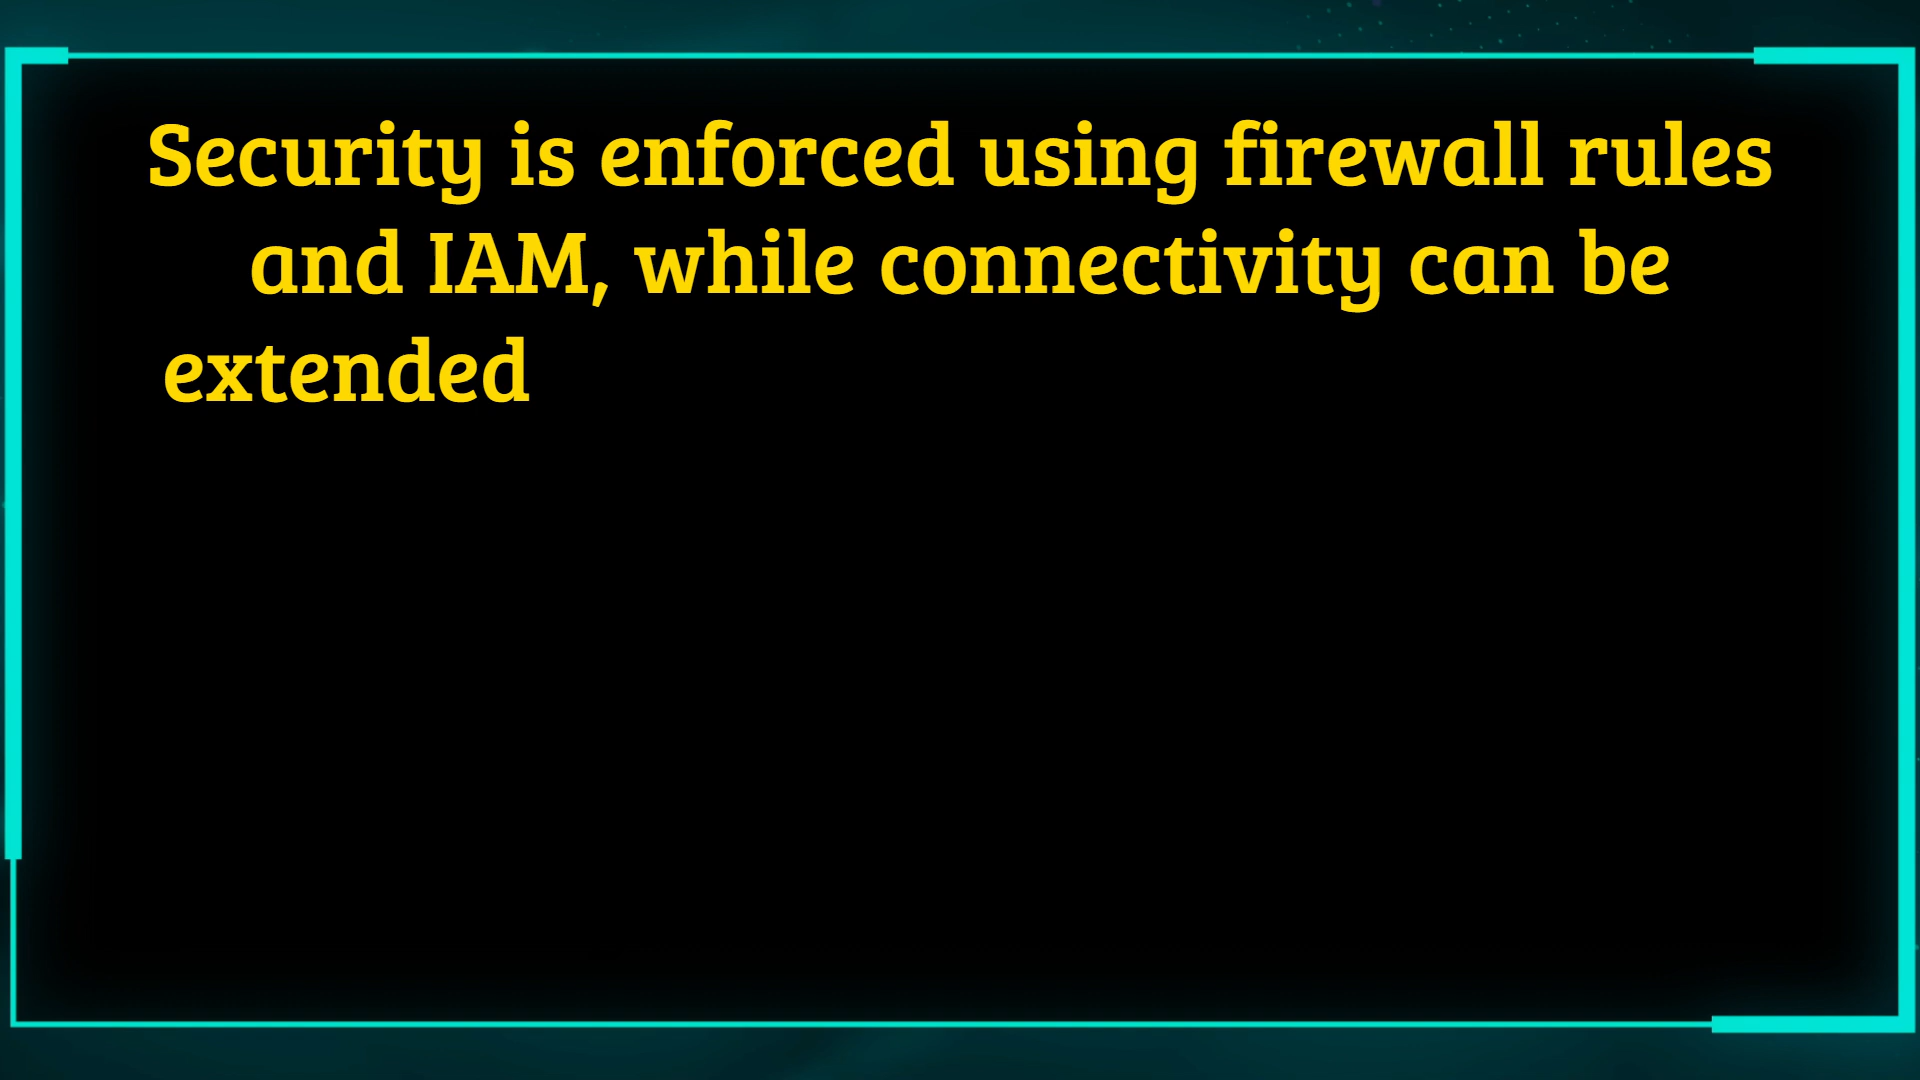 Security is enforced using firewall rules
and IAM, while connectivity can be
extended